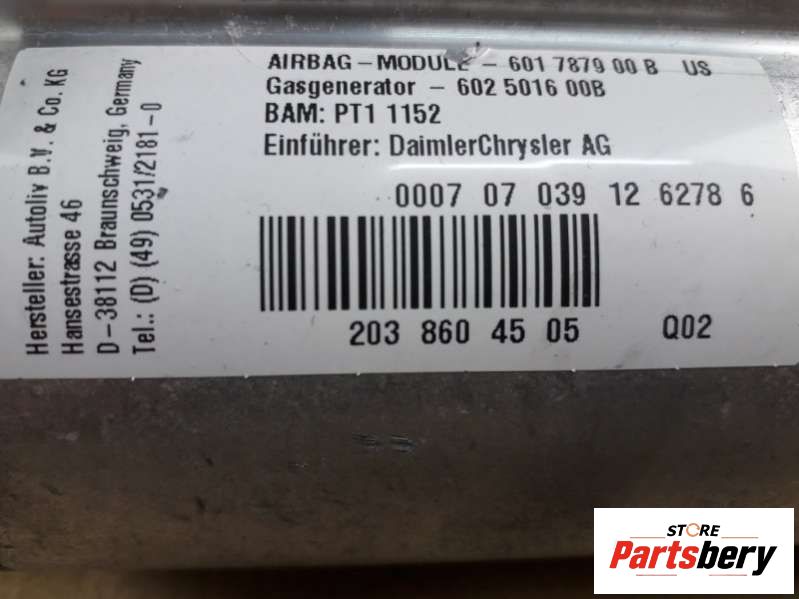 AIRBAG-MODULE - 601 7879 00 B US
Gasgenerator - 602 5016 00B
BAM: PT1 1152
Einführer: DaimlerChrysler AG
0007 07 039 12 6278 6
203 860 45 05 Q02
Hersteller: Autoliv B.V. & Co. KG
Hansestrasse 46
D-38112 Braunschweig, Germany
Tel.: (D) (49) 0531/2181-0
STORE
Partsbery